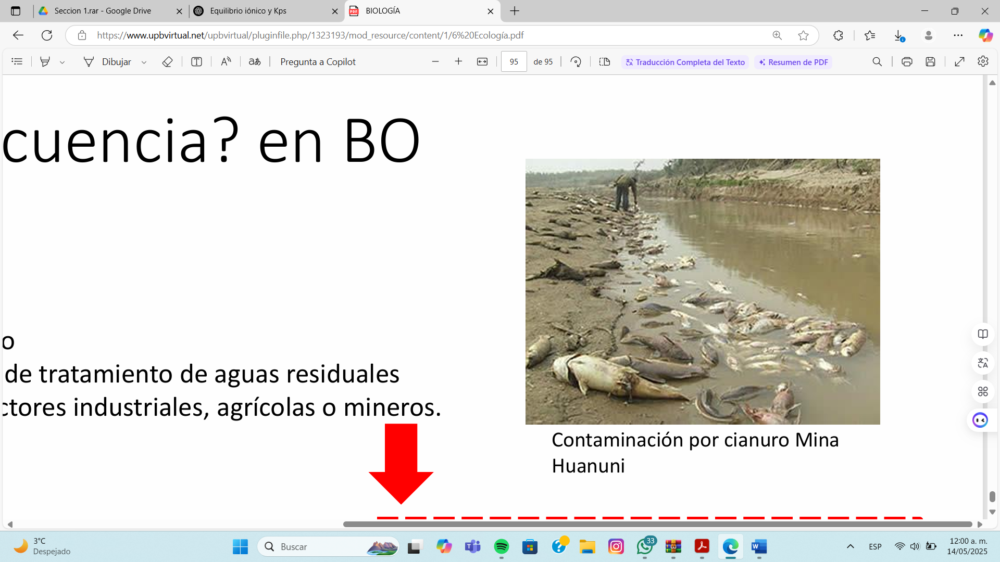 Seccion 1.rar - Google Drive
Equilibrio iónico y Kps
BIOLOGÍA
https://www.upbvirtual.net/upbvirtual/pluginfile.php/1323193/mod_resource/content/1/6%20Ecología.pdf
Dibujar
Pregunta a Copilot
95
de 95
Traducción Completa del Texto
Resumen de PDF
cuencia? en BO
o
de tratamiento de aguas residuales
ctores industriales, agrícolas o mineros.
Contaminación por cianuro Mina
Huanuni
3°C
Despejado
Buscar
33
ESP
12:00 a. m.
14/05/2025